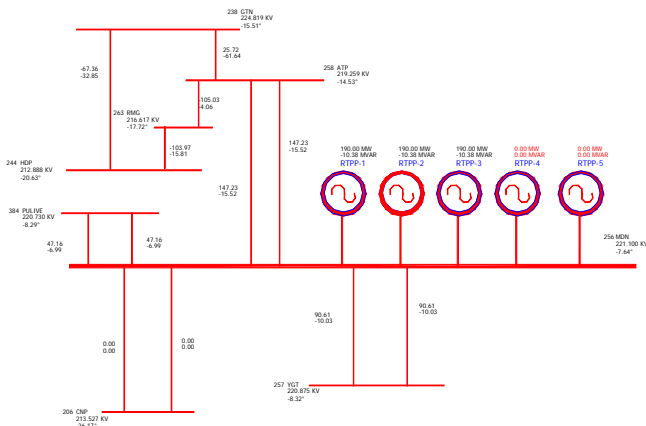 238 GTN
224.819 KV
-15.51°
25.72
-61.64
-67.36
-32.85
258 ATP
219.259 KV
-14.53°
-105.03
-4.06
263 RMG
216.617 KV
-17.72°
-103.97
-15.81
147.23
-15.52
244 HDP
212.888 KV
-20.63°
147.23
-15.52
190.00 MW
-10.38 MVAR
RTPP-1
190.00 MW
-10.38 MVAR
RTPP-2
190.00 MW
-10.38 MVAR
RTPP-3
0.00 MW
0.00 MVAR
RTPP-4
0.00 MW
0.00 MVAR
RTPP-5
384 PULIVE
220.730 KV
-8.29°
47.16
-6.99
47.16
-6.99
256 MDN
221.100 KV
-7.64°
0.00
0.00
0.00
0.00
90.61
-10.03
90.61
-10.03
257 YGT
220.875 KV
-8.32°
206 CNP
213.527 KV